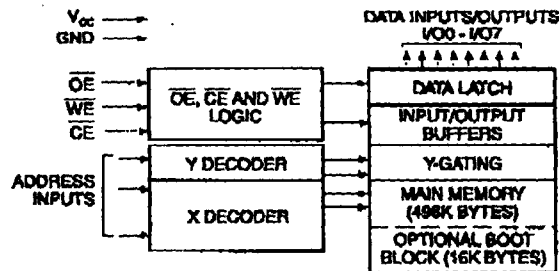 Vcc
GND
DATA INPUTS/OUTPUTS
I/O0 - I/O7
OE
WE
CE
OE, CE AND WE
LOGIC
DATA LATCH
INPUT/OUTPUT
BUFFERS
ADDRESS
INPUTS
Y DECODER
X DECODER
Y-GATING
MAIN MEMORY
(496K BYTES)
OPTIONAL BOOT
BLOCK (16K BYTES)